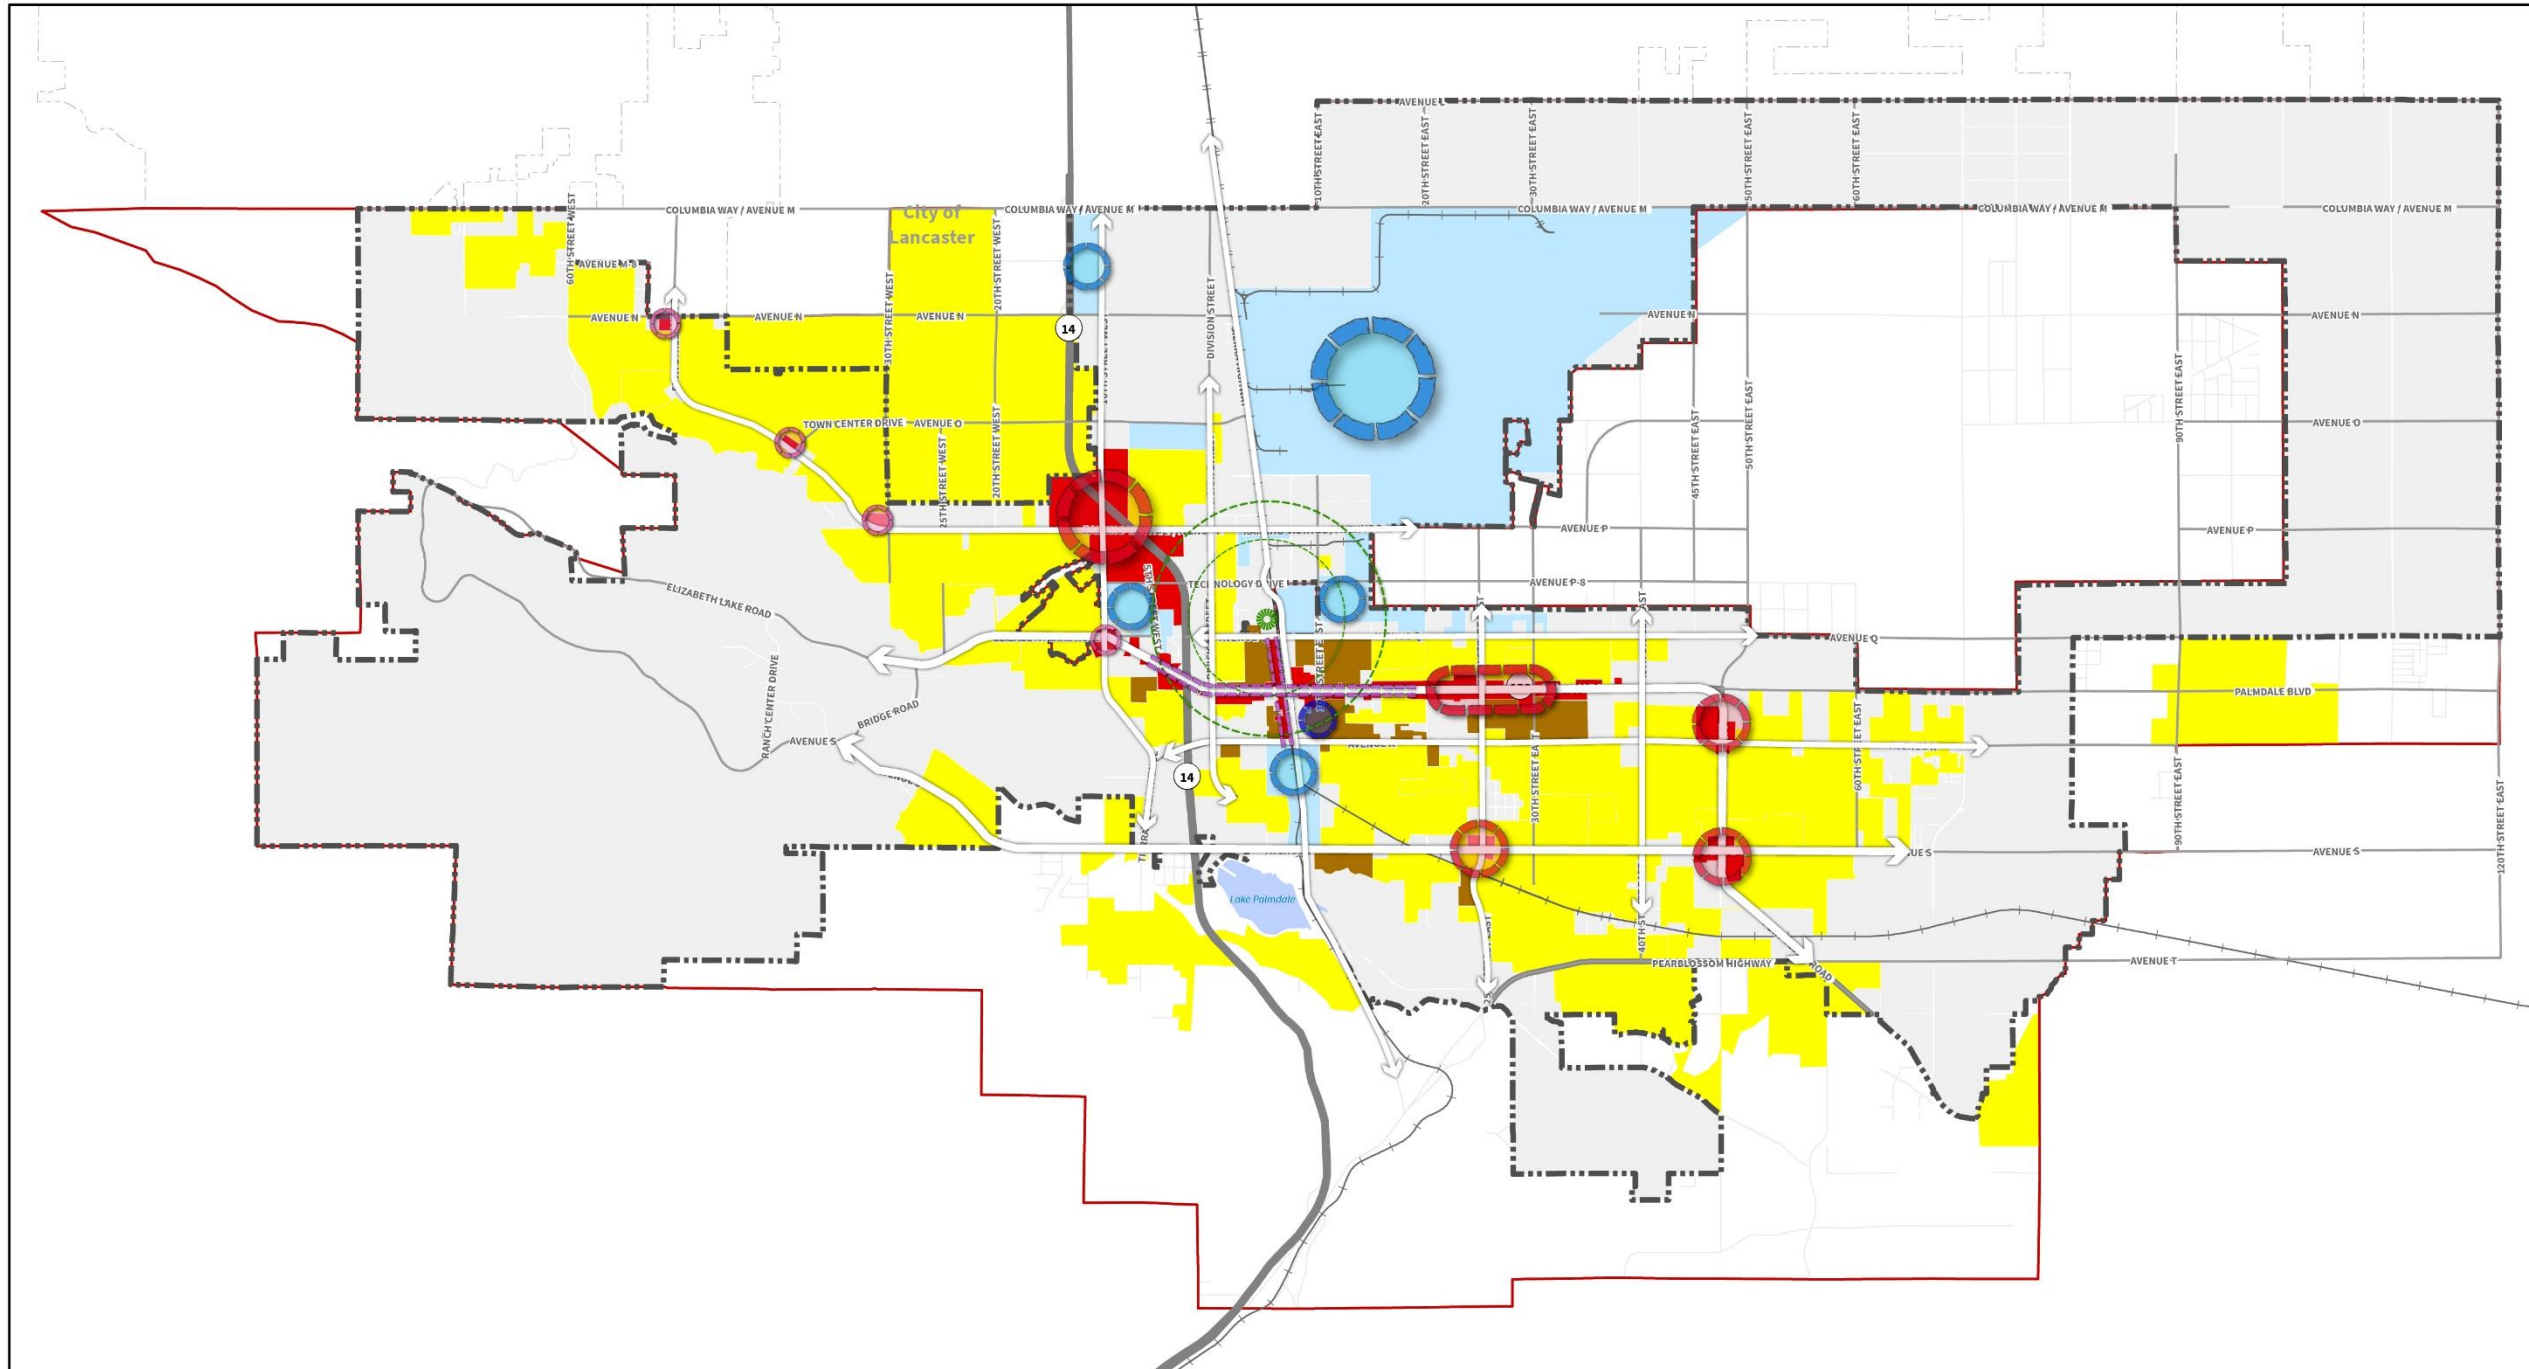 AVENUE L
10TH STREET EAST
20TH STREET EAST
30TH STREET EAST
50TH STREET EAST
60TH STREET EAST
COLUMBIA WAY / AVENUE M
City of
Lancaster
COLUMBIA WAY / AVENUE M
COLUMBIA WAY / AVENUE M
COLUMBIA WAY / AVENUE M
COLUMBIA WAY / AVENUE M
60TH STREET WEST
20TH STREET WEST
AVENUE M-8
30TH STREET WEST
DIVISION STREET
AVENUE N
AVENUE N
AVENUE N
AVENUE N
AVENUE N
14
90TH STREET EAST
TOWN CENTER DRIVE
AVENUE O
AVENUE O
20TH STREET WEST
25TH STREET WEST
45TH STREET EAST
50TH STREET EAST
AVENUE P
AVENUE P
TECHNOLOGY DRIVE
AVENUE P-8
5TH STREET WEST
ELIZABETH LAKE ROAD
AVENUE Q
RANCH CENTER DRIVE
BRIDGE ROAD
PALMDALE BLVD
AVENUE S
60TH STREET EAST
30TH STREET EAST
14
90TH STREET EAST
120TH STREET EAST
AVENUE S
Lake Palmdale
40TH ST
PEARBLOSSOM HIGHWAY
ROAD
AVENUE T
25